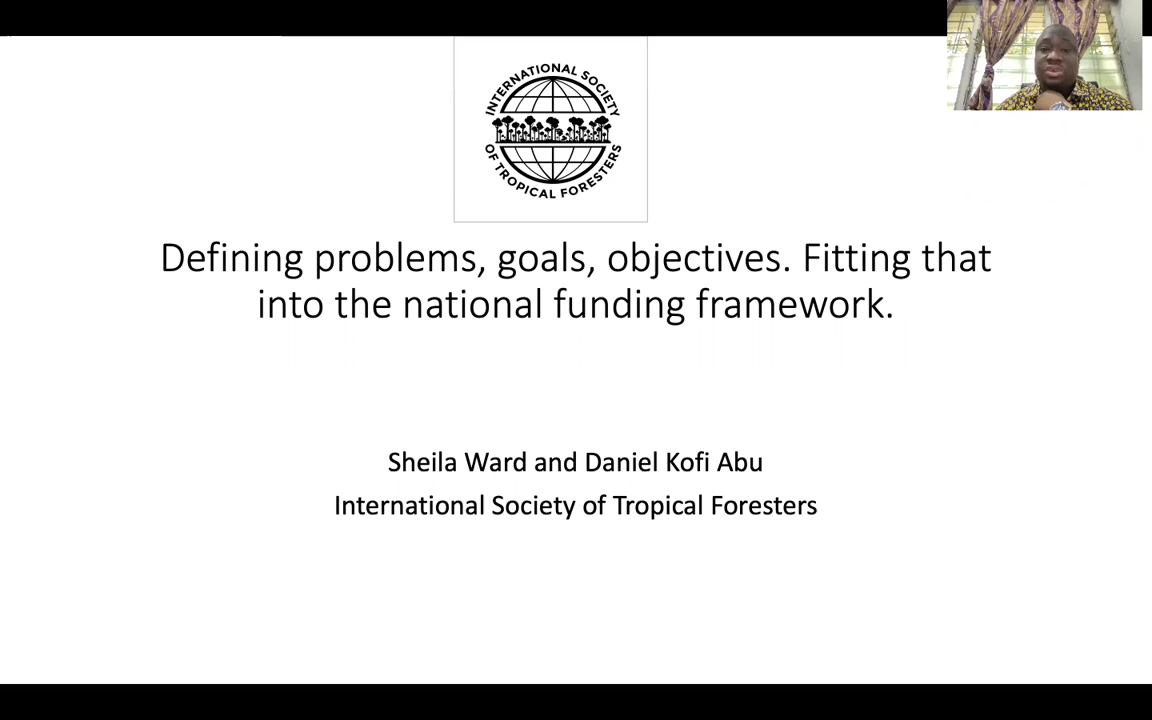 INTERNATIONAL SOCIETY
OF TROPICAL FORESTERS
Defining problems, goals, objectives. Fitting that
into the national funding framework.
Sheila Ward and Daniel Kofi Abu
International Society of Tropical Foresters